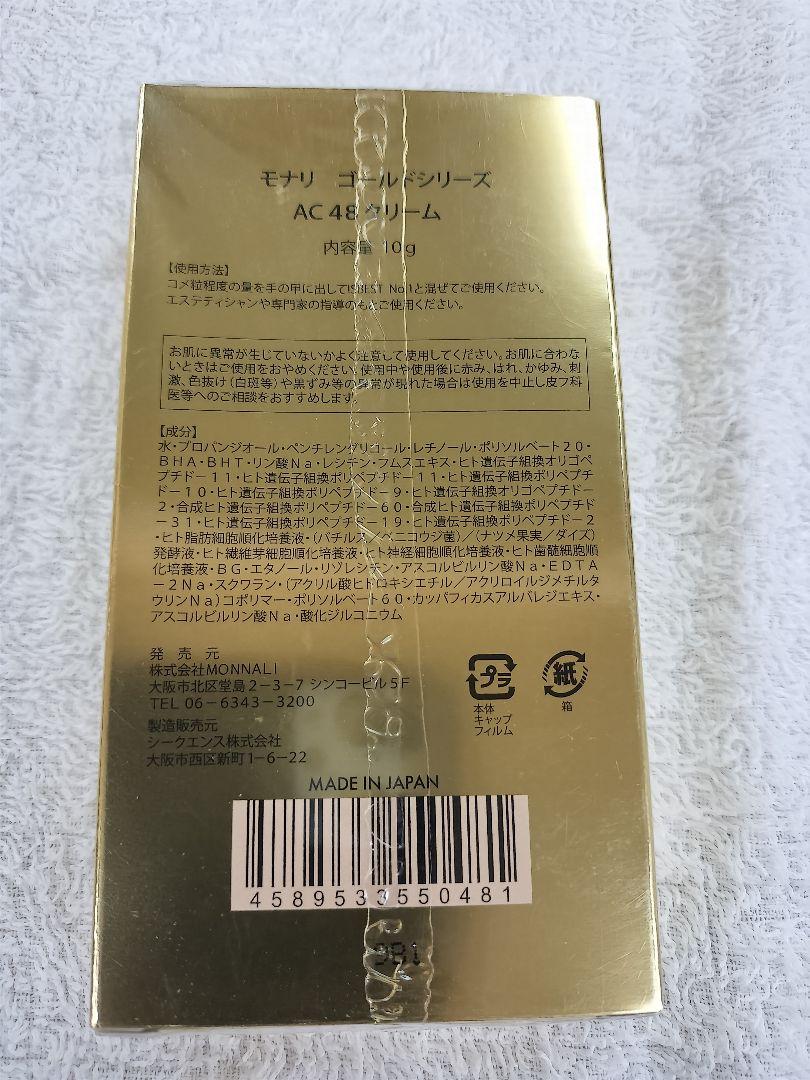 モナリ ゴールドシリーズ
AC48クリーム
内容量 10g
【使用方法】
コメ粒程度の量を手の甲に出してISBEST No.1と混ぜてご使用ください。
エステティシャンや専門家の指導のもとご使用ください。
お肌に異常が生じていないかよく注意して使用してください。お肌に合わな
いときはご使用をおやめください。使用中や使用後に赤み、はれ、かゆみ、刺
激、色抜け(白斑等)や黒ずみ等の異常が現れた場合は使用を中止し皮フ科
医等へのご相談をおすすめします。
【成分】
水・プロパンジオール・ペンチレングリコール・レチノール・ポリソルベート20・
BHA・BHT・リン酸Na・レシチン・フムスエキス・ヒト遺伝子組換オリゴペ
プチド-11・ヒト遺伝子組換ポリペプチド-11・ヒト遺伝子組換ポリペプチ
ド-10・ヒト遺伝子組換ポリペプチド-9・ヒト遺伝子組換オリゴペプチド-
2・合成ヒト遺伝子組換ポリペプチド-60・合成ヒト遺伝子組換ポリペプチド
-31・ヒト遺伝子組換ポリペプチド-19・ヒト遺伝子組換ポリペプチド-2
・ヒト脂肪細胞順化培養液・(バチルス/ベニコウジ菌)/(ナツメ果実/ダイズ)
発酵液・ヒト線維芽細胞順化培養液・ヒト神経細胞順化培養液・ヒト歯髄細胞順
化培養液・BG・エタノール・リゾレシチン・アスコルビルリン酸Na・EDTA
-2Na・スクワラン・(アクリル酸ヒドロキシエチル/アクリロイルジメチルタ
ウリンNa)コポリマー・ポリソルベート60・カッパフィカスアルバレジエキス・
アスコルビルリン酸Na・酸化ジルコニウム
発売元
株式会社MONNALI
大阪市北区堂島2-3-7 シンコービル5F
TEL 06-6343-3200
製造販売元
シークエンス株式会社
大阪市西区新町1-6-22
プラ
本体
キャップ
フィルム
紙
箱
MADE IN JAPAN
4589533550481
9B1